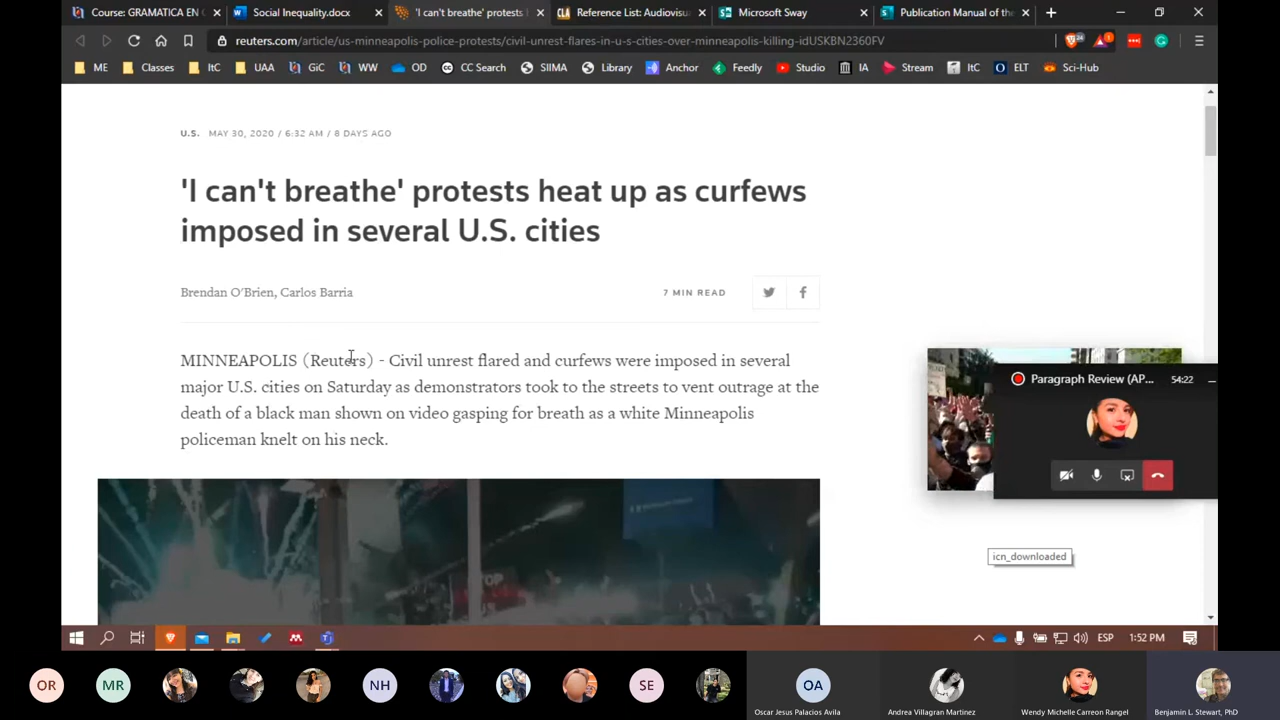 Course: GRAMATICA EN
Social Inequality.docx
'I can't breathe' protests
Reference List: Audiovisu
Microsoft Sway
Publication Manual of the
reuters.com/article/us-minneapolis-police-protests/civil-unrest-flares-in-u-s-cities-over-minneapolis-killing-idUSKBN2360FV
ME Classes ItC UAA GiC WW OD CC Search SIIMA Library Anchor Feedly Studio IA Stream ItC ELT Sci-Hub
U.S. MAY 30, 2020 / 6:32 AM / 8 DAYS AGO
'I can't breathe' protests heat up as curfews
imposed in several U.S. cities
Brendan O'Brien, Carlos Barria
7 MIN READ
MINNEAPOLIS (Reuters) - Civil unrest flared and curfews were imposed in several
major U.S. cities on Saturday as demonstrators took to the streets to vent outrage at the
death of a black man shown on video gasping for breath as a white Minneapolis
policeman knelt on his neck.
Paragraph Review (AP... 54:22
icn_downloaded
STOP
ESP 1:52 PM
OR MR NH SE OA
Oscar Jesus Palacios Avila
Andrea Villagran Martinez
Wendy Michelle Carreon Rangel
Benjamin L. Stewart, PhD